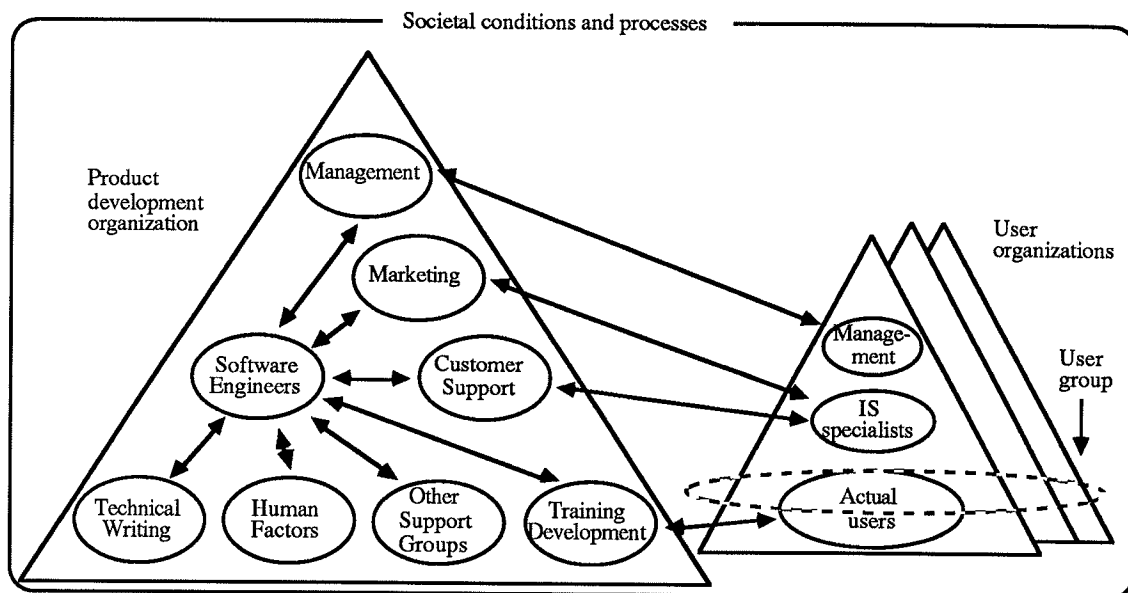 Societal conditions and processes
Product
development
organization
Management
Marketing
Software
Engineers
Customer
Support
Technical
Writing
Human
Factors
Other
Support
Groups
Training
Development
User
organizations
Manage-
ment
IS
specialists
User
group
Actual
users